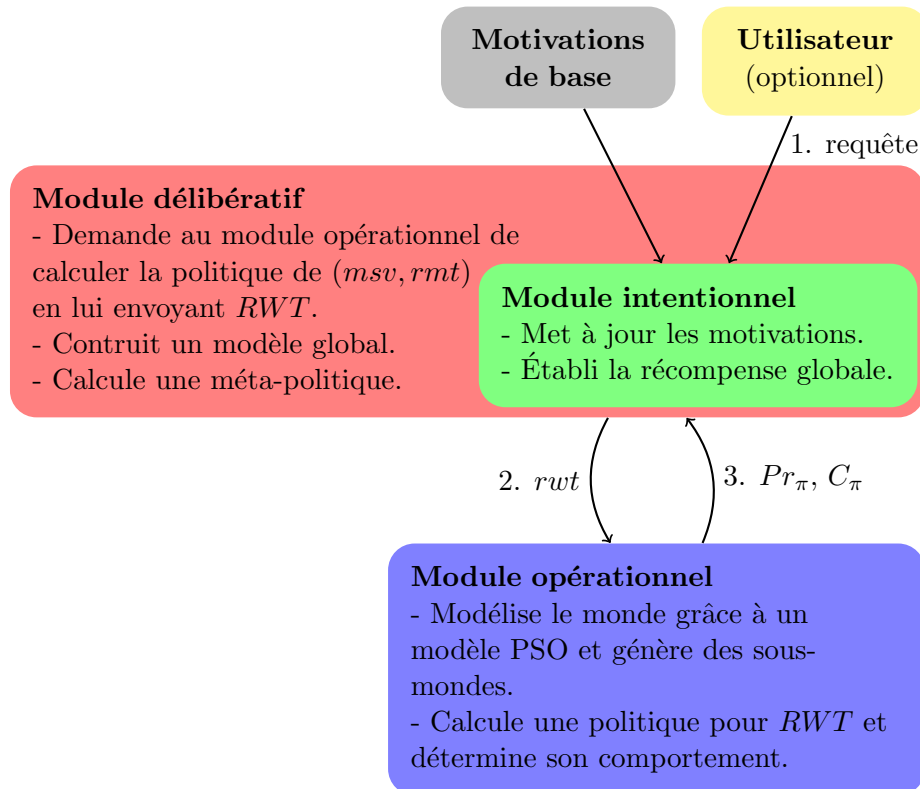 Motivations
de base
Utilisateur
(optionnel)
1. requête
Module délibératif
- Demande au module opérationnel de
calculer la politique de (msv, rmt)
en lui envoyant RWT.
- Contruit un modèle global.
- Calcule une méta-politique.
Module intentionnel
- Met à jour les motivations.
- Établi la récompense globale.
2. rwt
3. Prπ, Cπ
Module opérationnel
- Modélise le monde grâce à un
modèle PSO et génère des sous-
mondes.
- Calcule une politique pour RWT et
détermine son comportement.